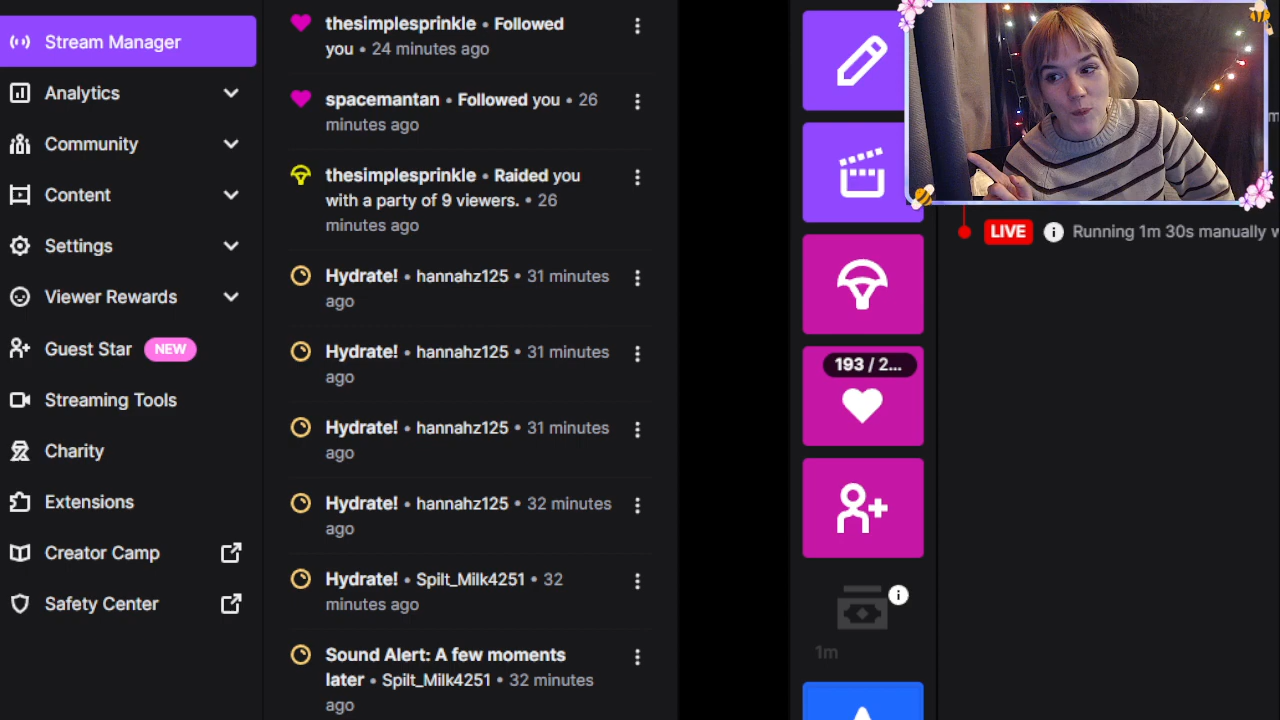 Stream Manager
Analytics
Community
Content
Settings
Viewer Rewards
Guest Star NEW
Streaming Tools
Charity
Extensions
Creator Camp
Safety Center
thesimplesprinkle • Followed
you • 24 minutes ago
spacemantan • Followed you • 26
minutes ago
thesimplesprinkle • Raided you
with a party of 9 viewers. • 26
minutes ago
Hydrate! • hannahz125 • 31 minutes
ago
Hydrate! • hannahz125 • 31 minutes
ago
Hydrate! • hannahz125 • 31 minutes
ago
Hydrate! • hannahz125 • 32 minutes
ago
Hydrate! • Spilt_Milk4251 • 32
minutes ago
Sound Alert: A few moments
later • Spilt_Milk4251 • 32 minutes
ago
193 / 2...
1m
LIVE Running 1m 30s manually